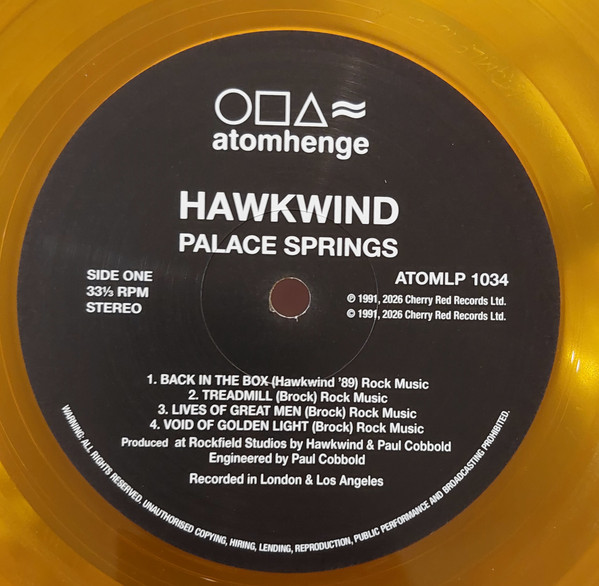 atomhenge
HAWKWIND
PALACE SPRINGS
SIDE ONE
33⅓ RPM
STEREO
ATOMLP 1034
℗ 1991, 2026 Cherry Red Records Ltd.
© 1991, 2026 Cherry Red Records Ltd.
1. BACK IN THE BOX (Hawkwind '89) Rock Music
2. TREADMILL (Brock) Rock Music
3. LIVES OF GREAT MEN (Brock) Rock Music
4. VOID OF GOLDEN LIGHT (Brock) Rock Music
Produced at Rockfield Studios by Hawkwind & Paul Cobbold
Engineered by Paul Cobbold
Recorded in London & Los Angeles
WARNING: ALL RIGHTS RESERVED. UNAUTHORISED COPYING, HIRING, LENDING, REPRODUCTION, PUBLIC PERFORMANCE AND BROADCASTING PROHIBITED.